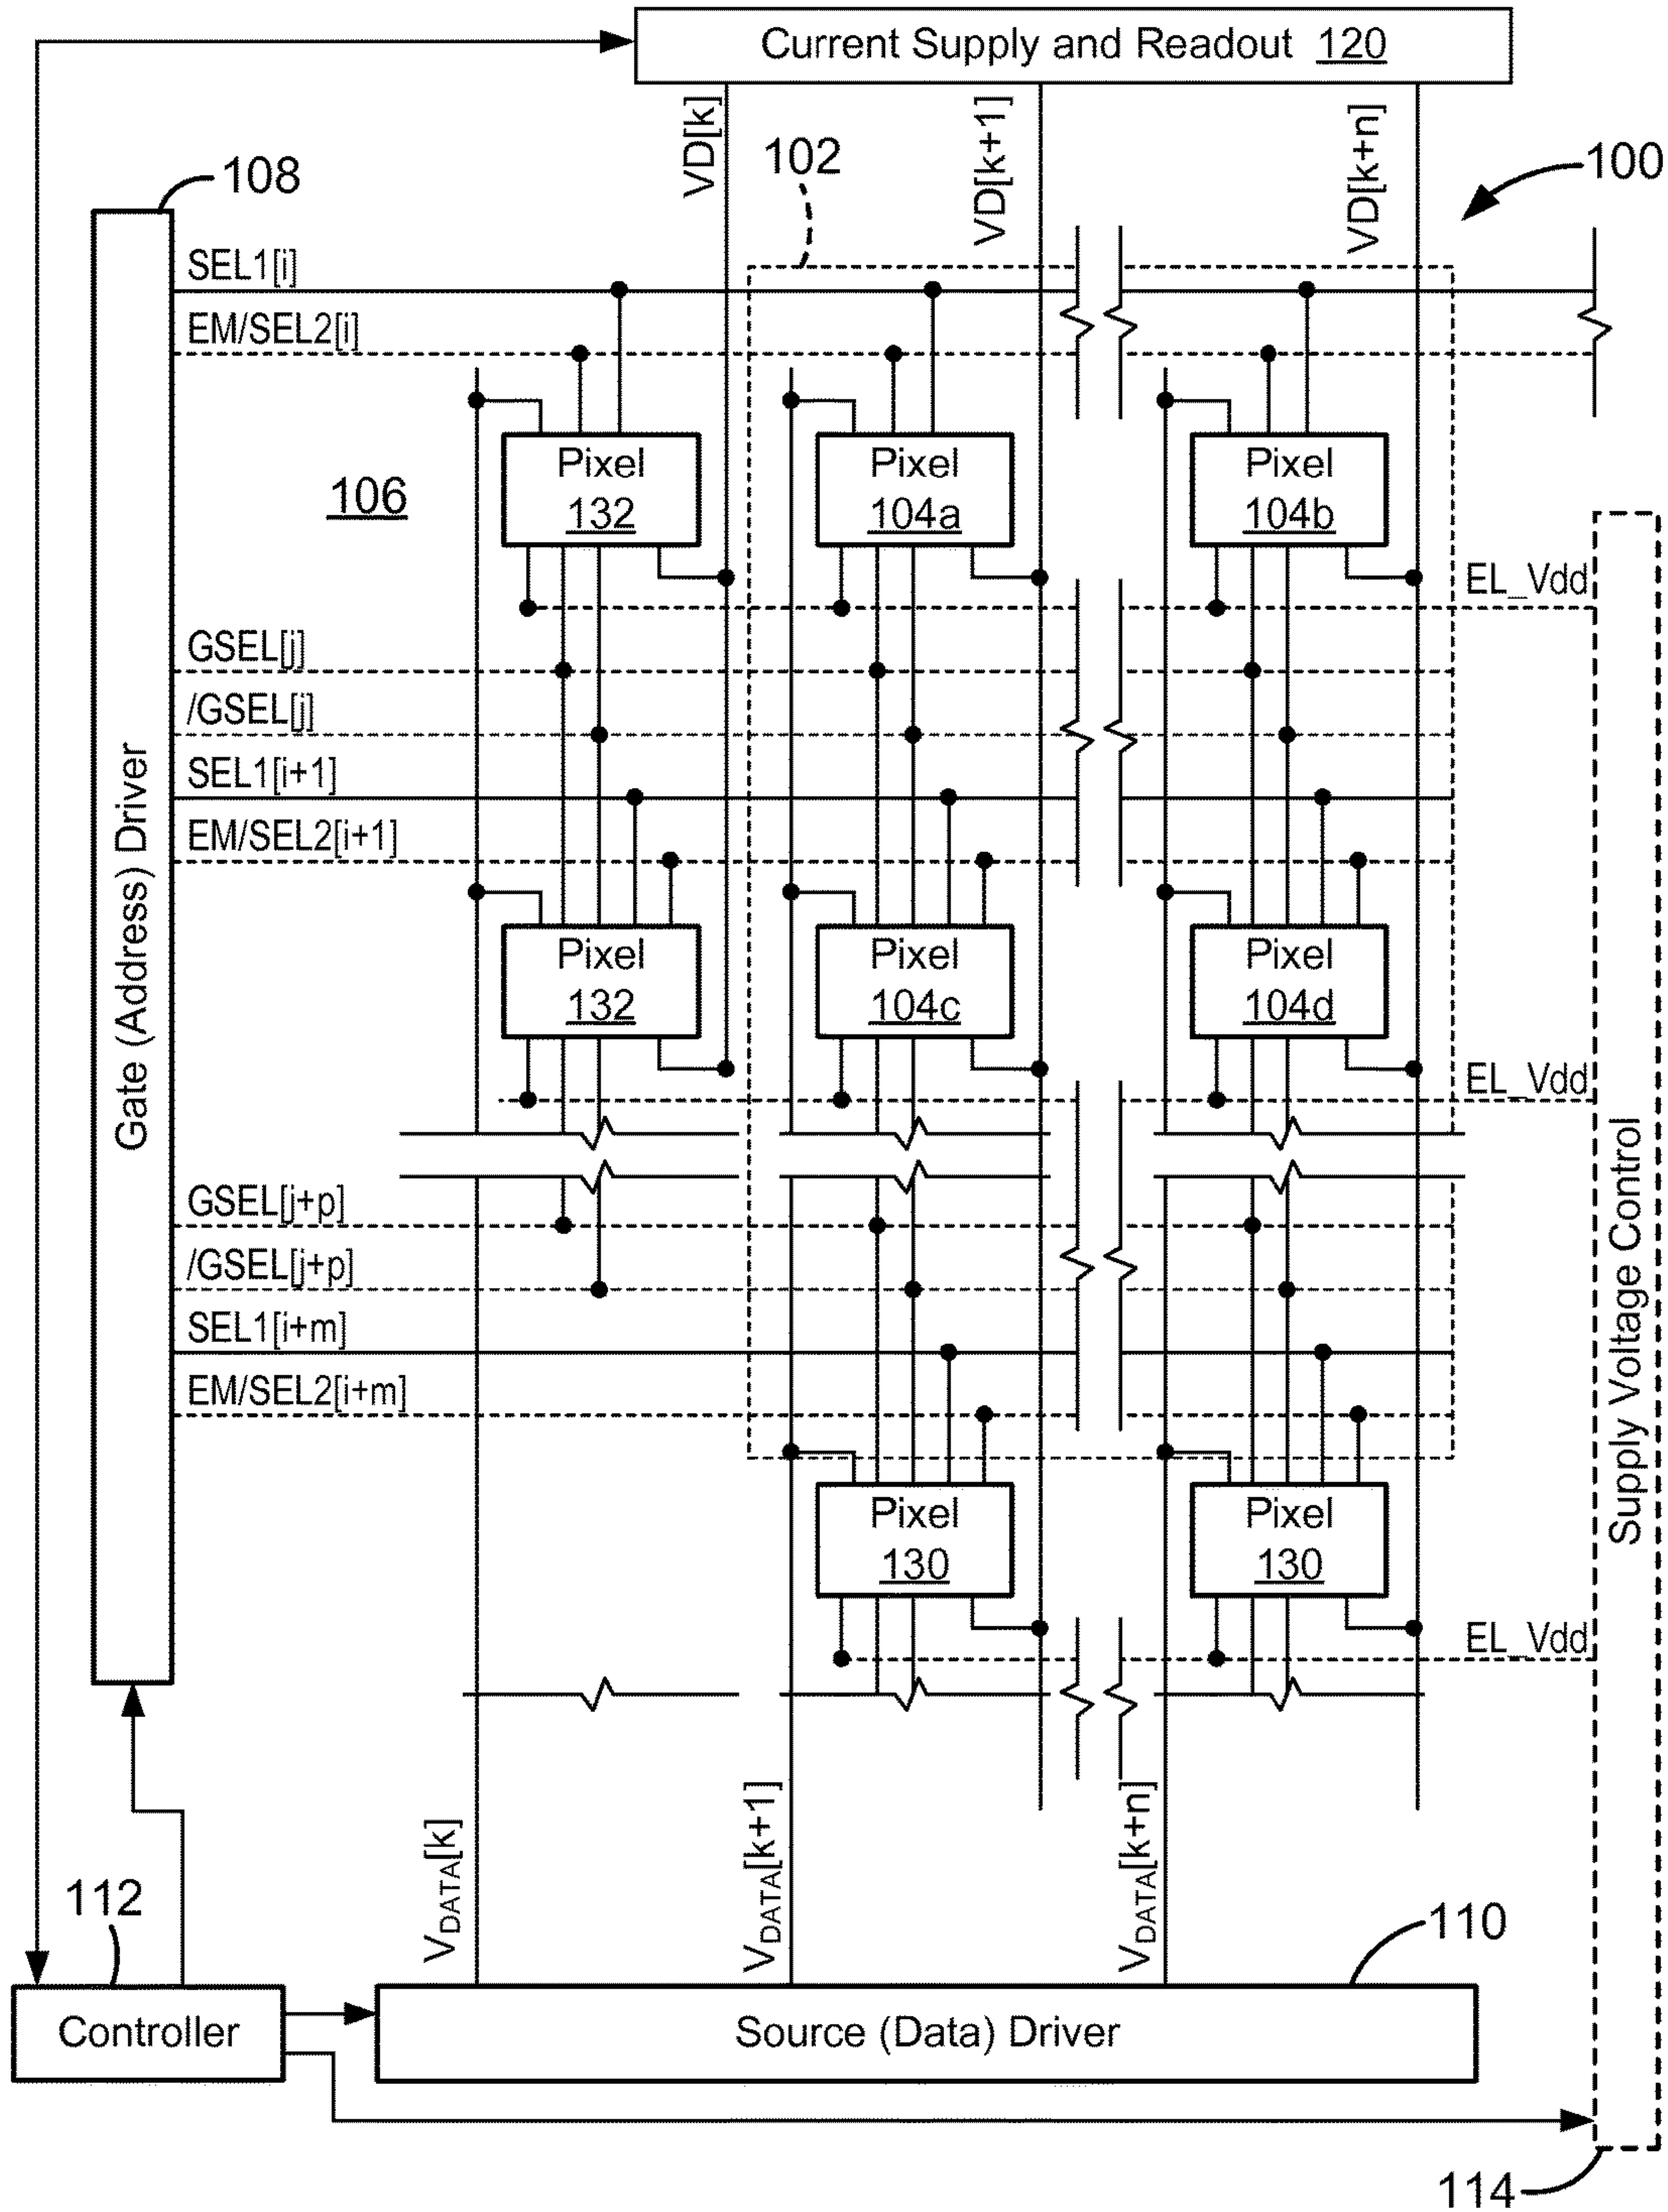 Current Supply and Readout 120
VD[k]
VD[k+1]
VD[k+n]
102
100
108
SEL1[i]
EM/SEL2[i]
Pixel
132
Pixel
104a
Pixel
104b
106
EL_Vdd
GSEL[j]
/GSEL[j]
SEL1[i+1]
EM/SEL2[i+1]
Gate (Address) Driver
Pixel
132
Pixel
104c
Pixel
104d
EL_Vdd
Supply Voltage Control
GSEL[j+p]
/GSEL[j+p]
SEL1[i+m]
EM/SEL2[i+m]
Pixel
130
Pixel
130
EL_Vdd
VDATA[k]
VDATA[k+1]
VDATA[k+n]
112
110
Controller
Source (Data) Driver
114